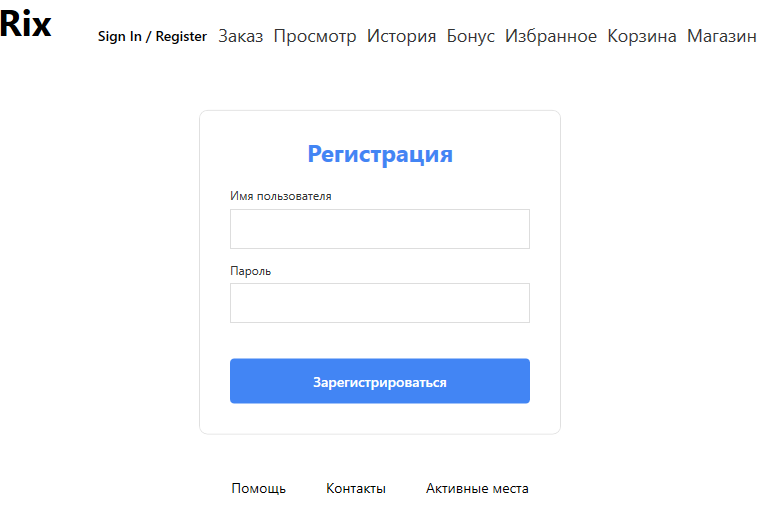 Rix
Sign In / Register Заказ Просмотр История Бонус Избранное Корзина Магазин
Регистрация
Имя пользователя
Пароль
Зарегистрироваться
Помощь Контакты Активные места